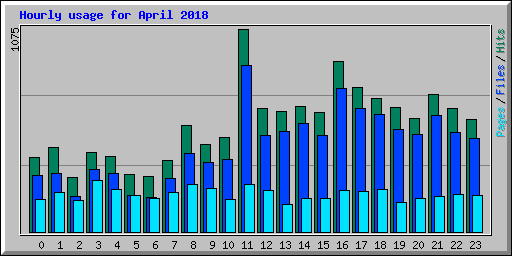 Hourly usage for April 2018
1075
Pages/Files/Hits
0 1 2 3 4 5 6 7 8 9 10 11 12 13 14 15 16 17 18 19 20 21 22 23